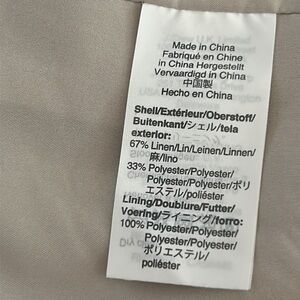 Made in China
Fabriqué en Chine
in China Hergestellt
Vervaardigd in China
中国製
Hecho en China
Shell/Extérieur/Oberstoff/
Buitenkant/シェル/tela
exterior:
67% Linen/Lin/Leinen/Linnen/
麻/lino
33% Polyester/Polyester/
Polyester/Polyester/ポリ
エステル/poliéster
Lining/Doublure/Futter/
Voering/ライニング/forro:
100% Polyester/Polyester/
Polyester/Polyester/
ポリエステル/
poliéster